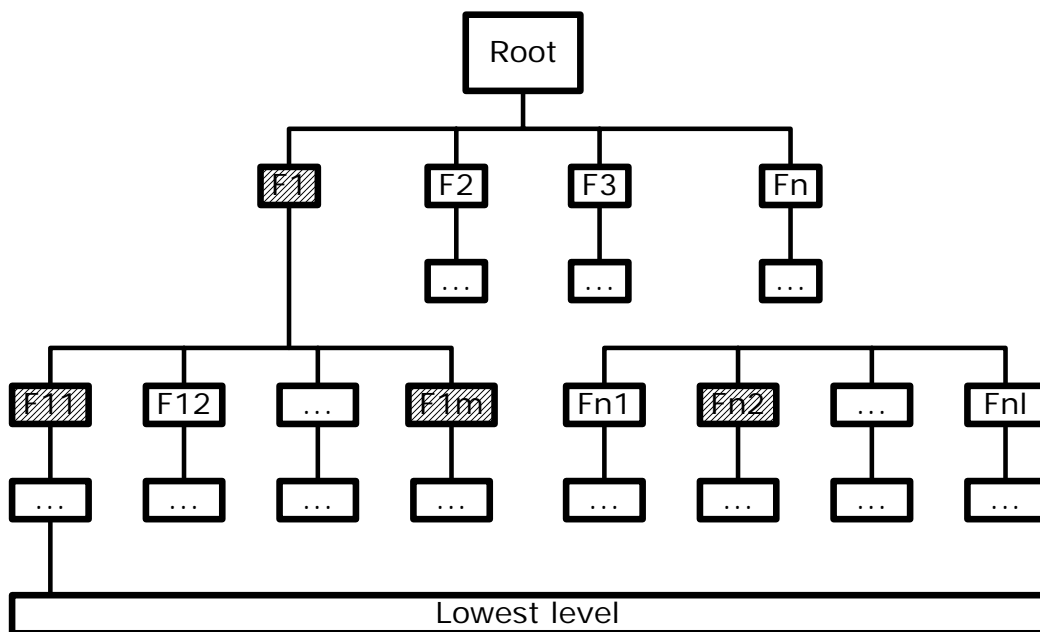 Root
F1 F2 F3 Fn
... ... ...
F11 F12 ... F1m Fn1 Fn2 ... Fnl
... ... ... ... ... ... ... ...
Lowest level